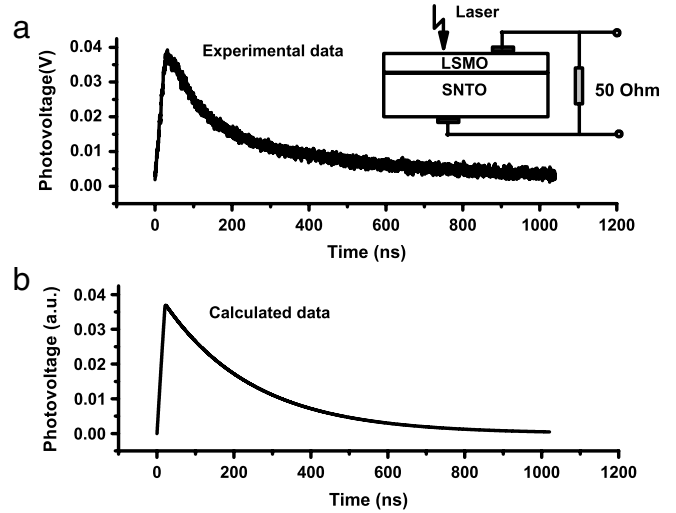 a
Laser
Experimental data
LSMO
SNTO
50 Ohm
Photovoltage(V)
0.04
0.03
0.02
0.01
0.00
0 200 400 600 800 1000 1200
Time (ns)
b
Calculated data
Photovoltage (a.u.)
0.04
0.03
0.02
0.01
0.00
0 200 400 600 800 1000 1200
Time (ns)